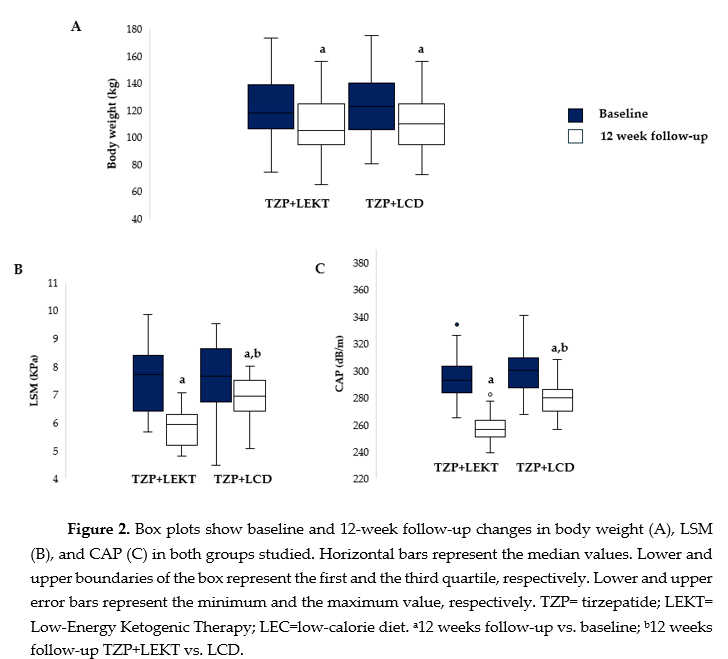 A
180
160
140
120
100
80
60
40
Body weight (kg)
a
a
TZP+LEKT
TZP+LCD
Baseline
12 week follow-up
B
11
10
9
8
7
6
5
4
LSM (KPa)
a
a,b
TZP+LEKT
TZP+LCD
C
380
360
340
320
300
280
260
240
220
CAP (dB/m)
a
a,b
TZP+LEKT
TZP+LCD
Figure 2. Box plots show baseline and 12-week follow-up changes in body weight (A), LSM
(B), and CAP (C) in both groups studied. Horizontal bars represent the median values. Lower and
upper boundaries of the box represent the first and the third quartile, respectively. Lower and upper
error bars represent the minimum and the maximum value, respectively. TZP= tirzepatide; LEKT=
Low-Energy Ketogenic Therapy; LEC=low-calorie diet. ᵃ12 weeks follow-up vs. baseline; ᵇ12 weeks
follow-up TZP+LEKT vs. LCD.